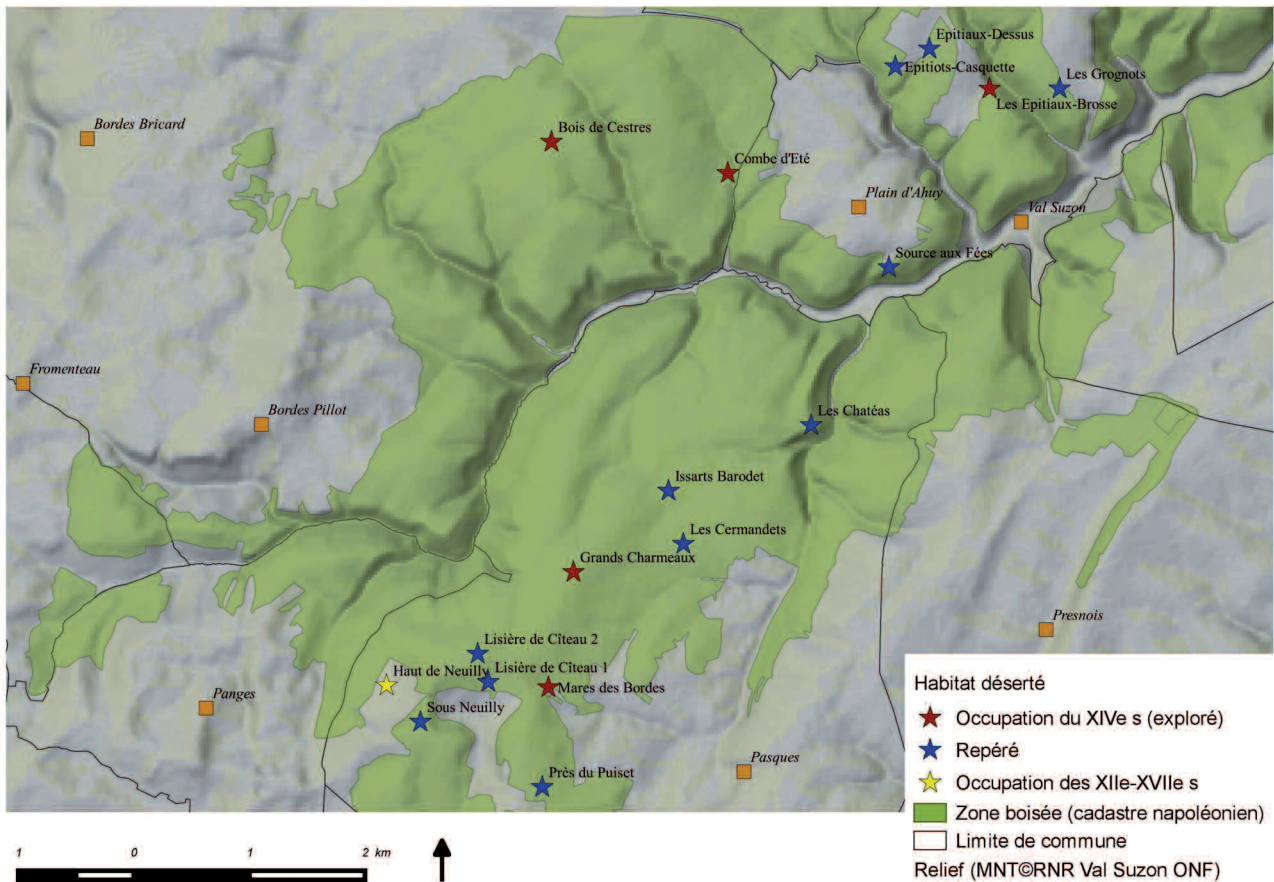 Epitiaux-Dessus
Epitiots-Casquette
Les Grognots
Les Epitiaux-Brosse
Bordes Bricard
Bois de Cestres
Combe d'Eté
Plain d'Ahuy
Val Suzon
Source aux Fées
Fromenteau
Bordes Pillot
Les Chatéas
Issarts Barodet
Les Cermandets
Grands Charmeaux
Presnois
Lisière de Cîteau 2
Haut de Neuilly
Lisière de Cîteau 1
Mares des Bordes
Panges
Sous Neuilly
Pasques
Près du Puiset
Habitat déserté
Occupation du XIVe s (exploré)
Repéré
Occupation des XIIe-XVIIe s
Zone boisée (cadastre napoléonien)
Limite de commune
Relief (MNT©RNR Val Suzon ONF)
1 0 1 2 km